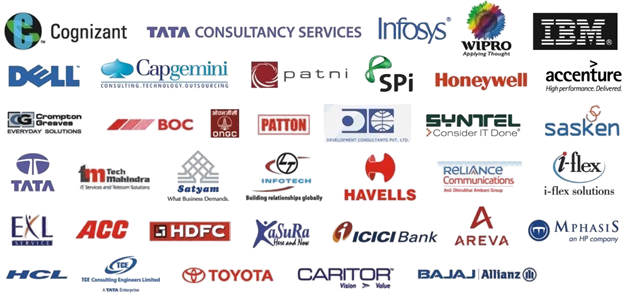 Cognizant
TATA CONSULTANCY SERVICES
Infosys®
WIPRO
Applying Thought
IBM®
DELL
Capgemini
CONSULTING.TECHNOLOGY.OUTSOURCING
patni
SPi
Honeywell
accenture
High performance. Delivered.
CG Crompton
Greaves
EVERYDAY SOLUTIONS
BOC
ONGC
PATTON
DEVELOPMENT CONSULTANTS PVT. LTD.
SYNTEL
Consider IT Done®
sasken
TATA
tm Tech
Mahindra
IT Services and Telecom Solutions
Satyam
What Business Demands.
L&T
INFOTECH
Building relationships globally
HAVELLS
RELIANCE
Communications
Anil Dhirubhai Ambani Group
i-flex
i-flex solutions
EXL
SERVICE
ACC
HDFC
KaSuRa
Here and Now
ICICI Bank
AREVA
MPHASIS
an HP company
HCL
TCE
TCE Consulting Engineers Limited
A TATA Enterprise
TOYOTA
CARITOR
Vision > Value
BAJAJ | Allianz